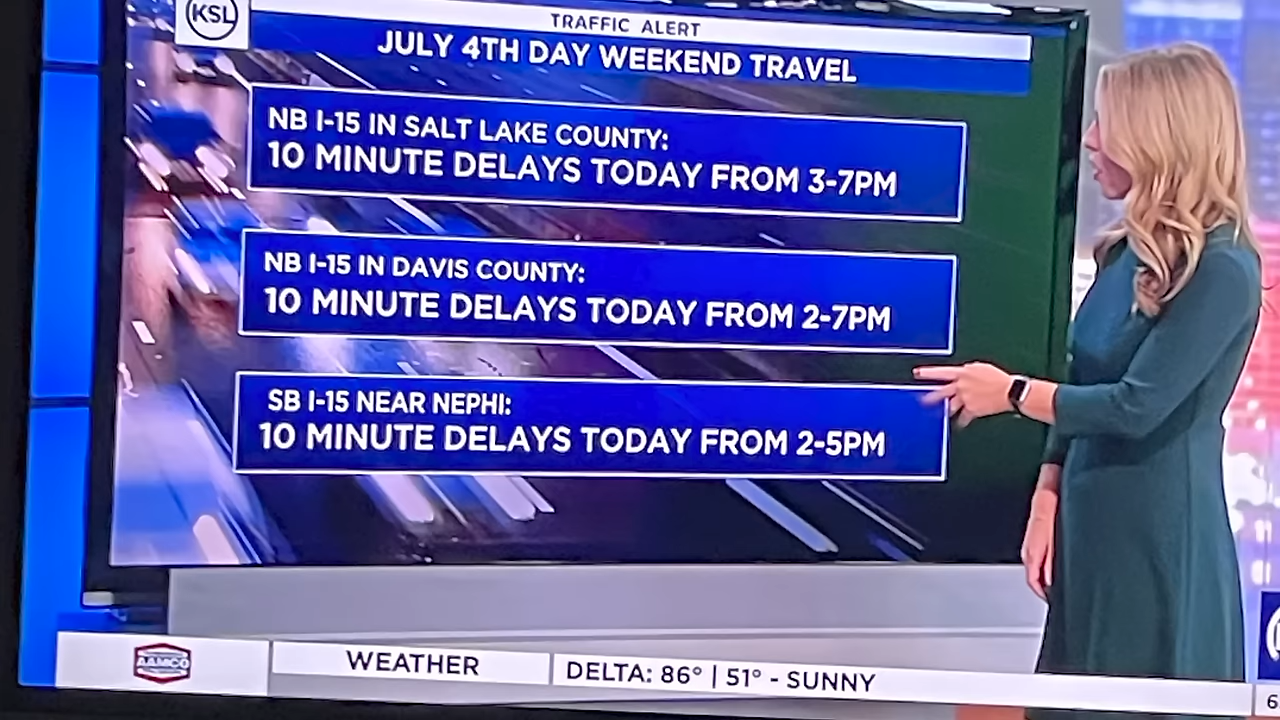 KSL
TRAFFIC ALERT
JULY 4TH DAY WEEKEND TRAVEL
NB I-15 IN SALT LAKE COUNTY:
10 MINUTE DELAYS TODAY FROM 3-7PM
NB I-15 IN DAVIS COUNTY:
10 MINUTE DELAYS TODAY FROM 2-7PM
SB I-15 NEAR NEPHI:
10 MINUTE DELAYS TODAY FROM 2-5PM
AAMCO
WEATHER
DELTA: 86° | 51° - SUNNY
6